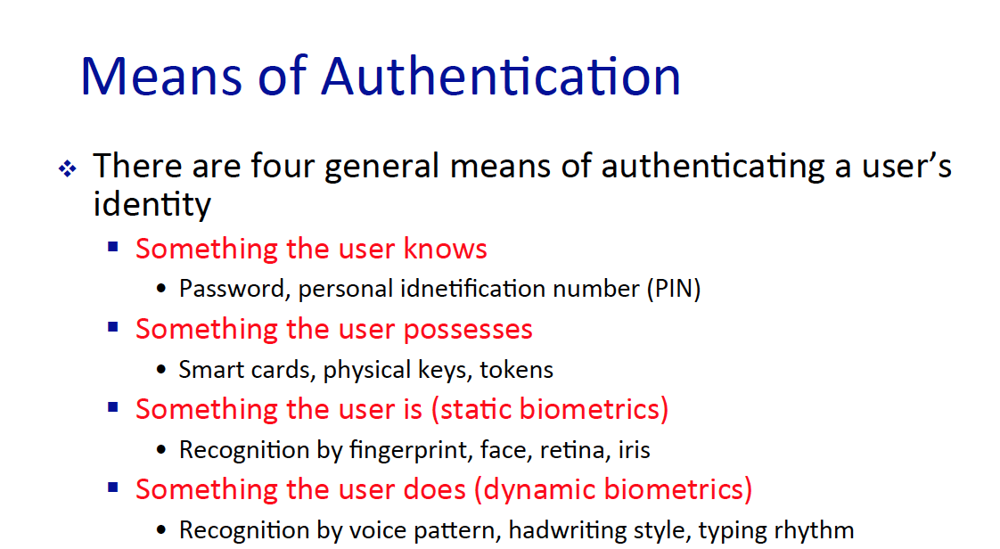 Means of Authentication
There are four general means of authenticating a user’s
identity
Something the user knows
Password, personal idnetification number (PIN)
Something the user possesses
Smart cards, physical keys, tokens
Something the user is (static biometrics)
Recognition by fingerprint, face, retina, iris
Something the user does (dynamic biometrics)
Recognition by voice pattern, hadwriting style, typing rhythm